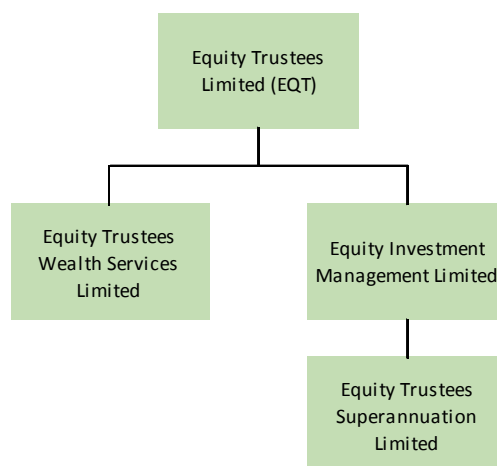 Equity Trustees
Limited (EQT)
Equity Trustees
Wealth Services
Limited
Equity Investment
Management Limited
Equity Trustees
Superannuation
Limited